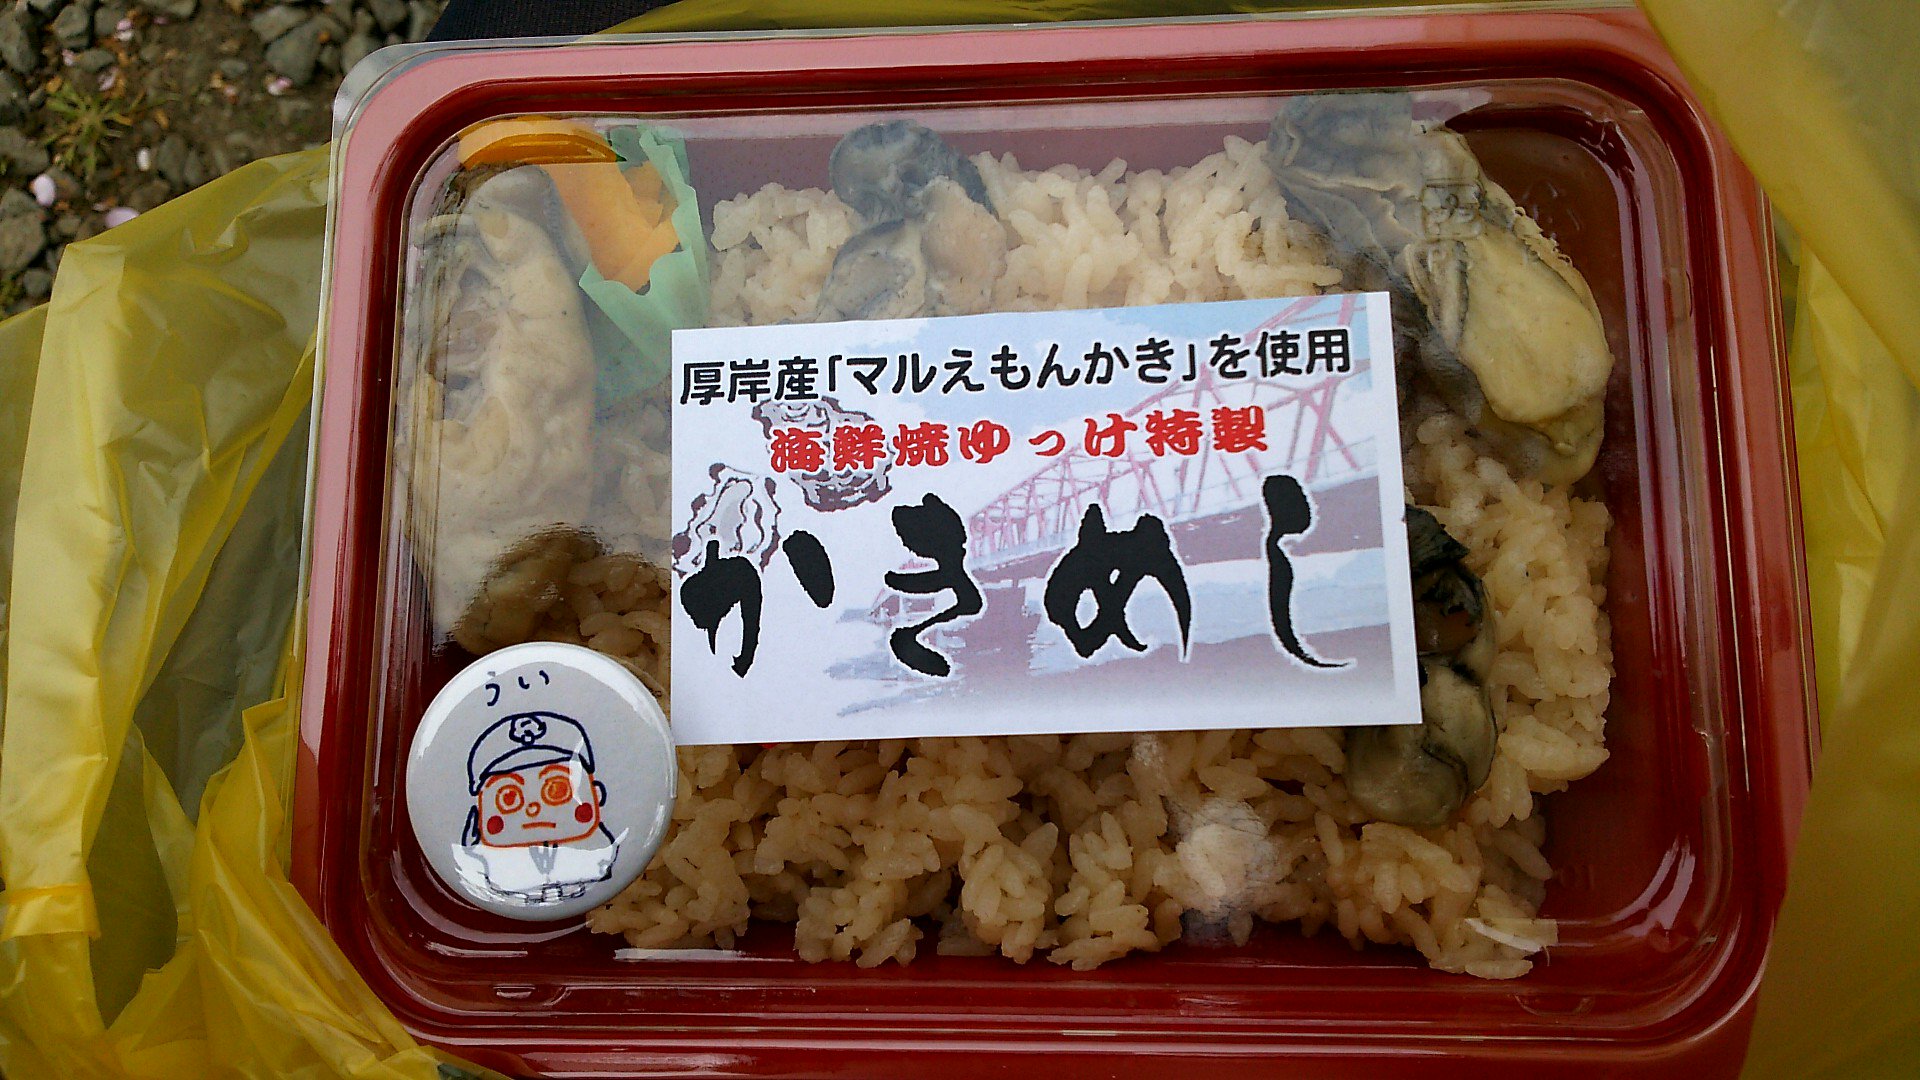 厚岸産「マルえもんかき」を使用
海鮮焼ゆっけ特製
かきめし
うい